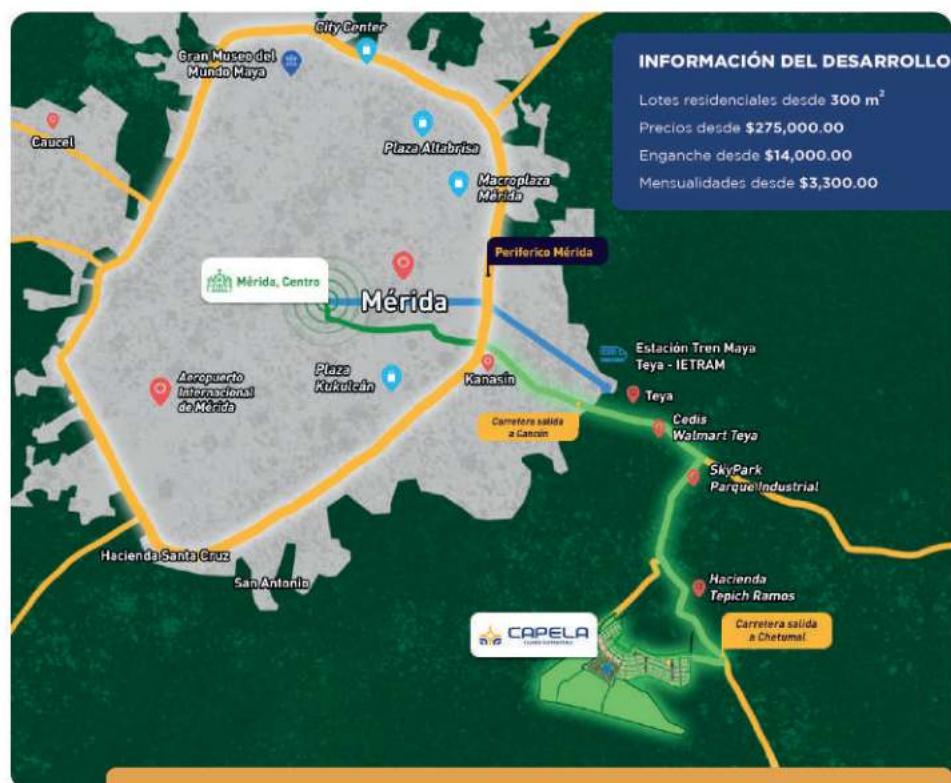 City Center
Gran Museo del
Mundo Maya
INFORMACIÓN DEL DESARROLLO
Lotes residenciales desde 300 m²
Precios desde $275,000.00
Enganche desde $14,000.00
Mensualidades desde $3,300.00
Caucel
Plaza Altabrisa
Macroplaza
Mérida
Periferico Mérida
Mérida, Centro
Mérida
Estación Tren Maya
Teya - IETRAM
Plaza
Kukulcán
Kanasín
Aeropuerto
Internacional
de Mérida
Teya
Carretera salida
a Cancún
Cedis
Walmart Teya
SkyPark
Parque Industrial
Hacienda Santa Cruz
San Antonio
Hacienda
Tepich Ramos
CAPELA
Carretera salida
a Chetumal